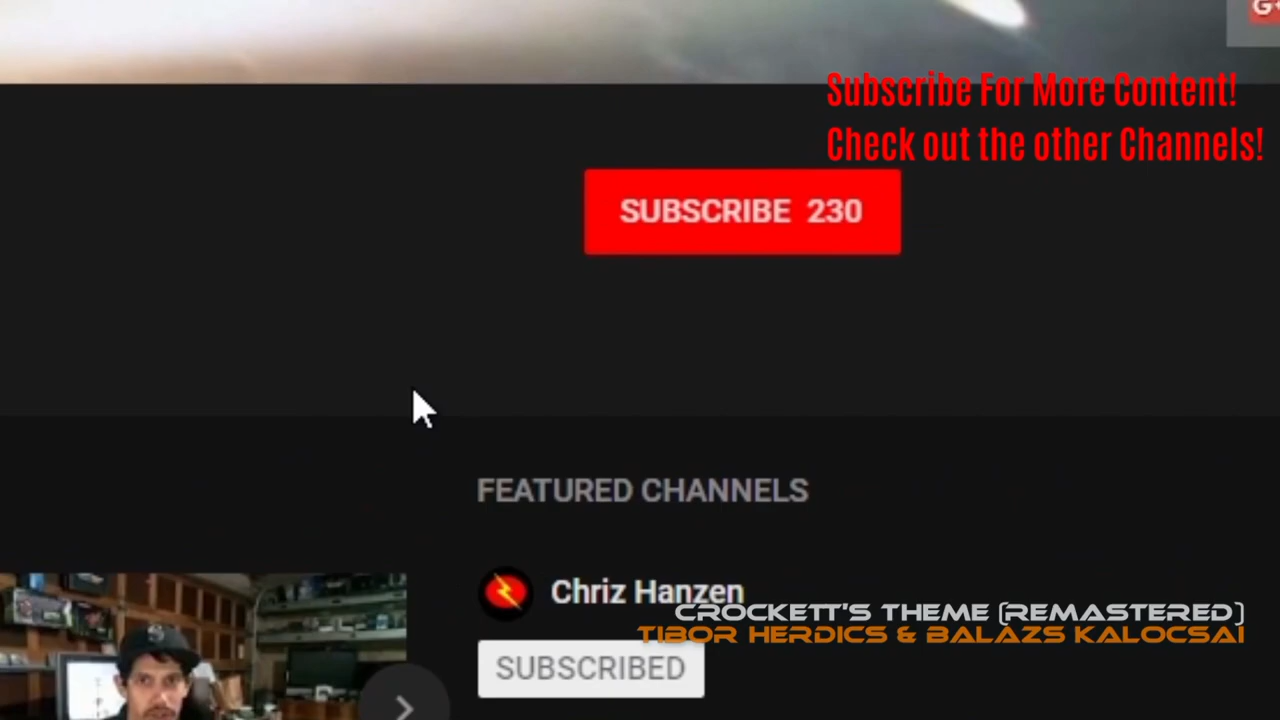 G+
Subscribe For More Content!
Check out the other Channels!
SUBSCRIBE 230
FEATURED CHANNELS
Chriz Hanzen
CROCKETT'S THEME (REMASTERED)
TIBOR HERDICS & BALAZS KALOCSAI
SUBSCRIBED